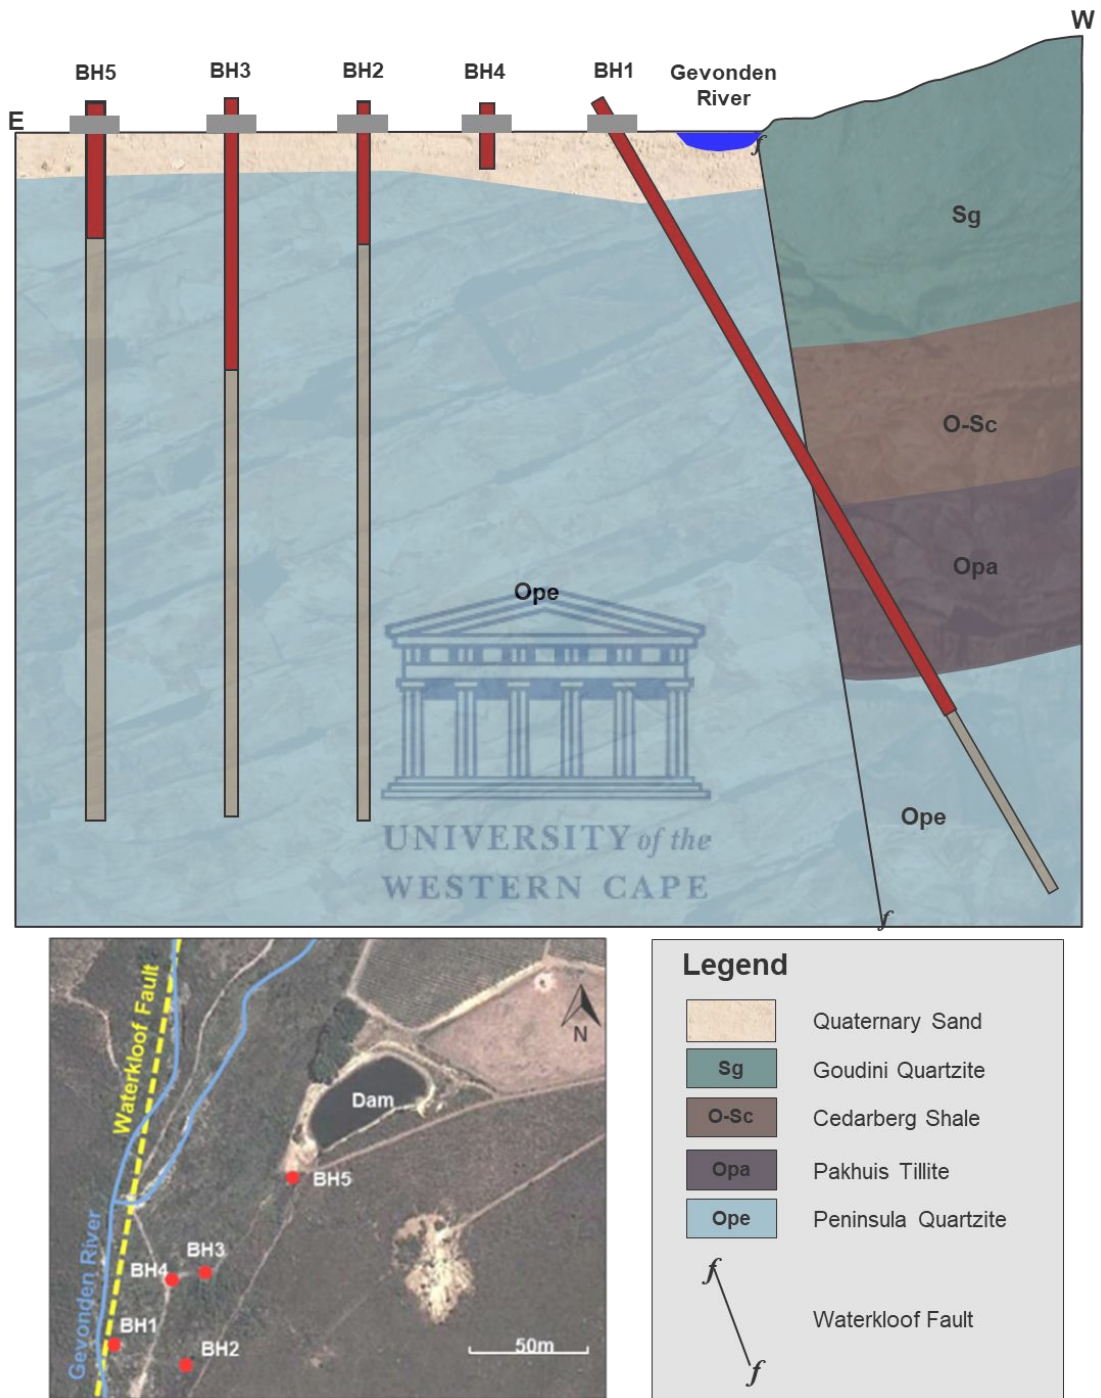 W
BH5
BH3
BH2
BH4
BH1
Gevonden
River
E
f
Sg
O-Sc
Opa
Ope
Ope
UNIVERSITY of the
WESTERN CAPE
f
Waterkloof Fault
Gevonden River
N
Dam
BH5
BH3
BH4
BH1
BH2
50m
Legend
Quaternary Sand
Sg Goudini Quartzite
O-Sc Cedarberg Shale
Opa Pakhuis Tillite
Ope Peninsula Quartzite
f
Waterkloof Fault
f